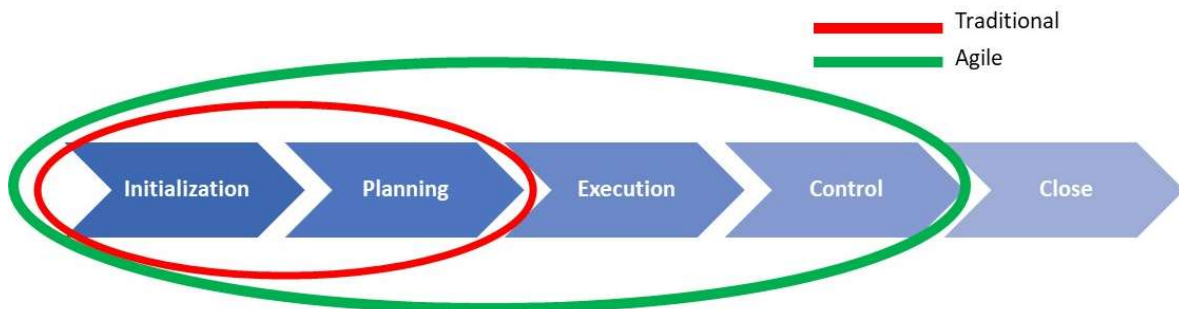 Traditional
Agile
Initialization
Planning
Execution
Control
Close